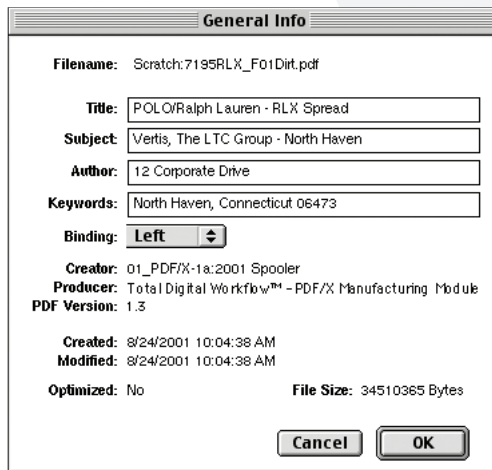 General Info
Filename: Scratch:7195RLX_F01Dirt.pdf
Title: POLO/Ralph Lauren - RLX Spread
Subject: Vertis, The LTC Group - North Haven
Author: 12 Corporate Drive
Keywords: North Haven, Connecticut 06473
Binding: Left
Creator: 01_PDF/X-1a:2001 Spooler
Producer: Total Digital Workflow™ - PDF/X Manufacturing Module
PDF Version: 1.3
Created: 8/24/2001 10:04:38 AM
Modified: 8/24/2001 10:04:38 AM
Optimized: No File Size: 34510365 Bytes
Cancel OK